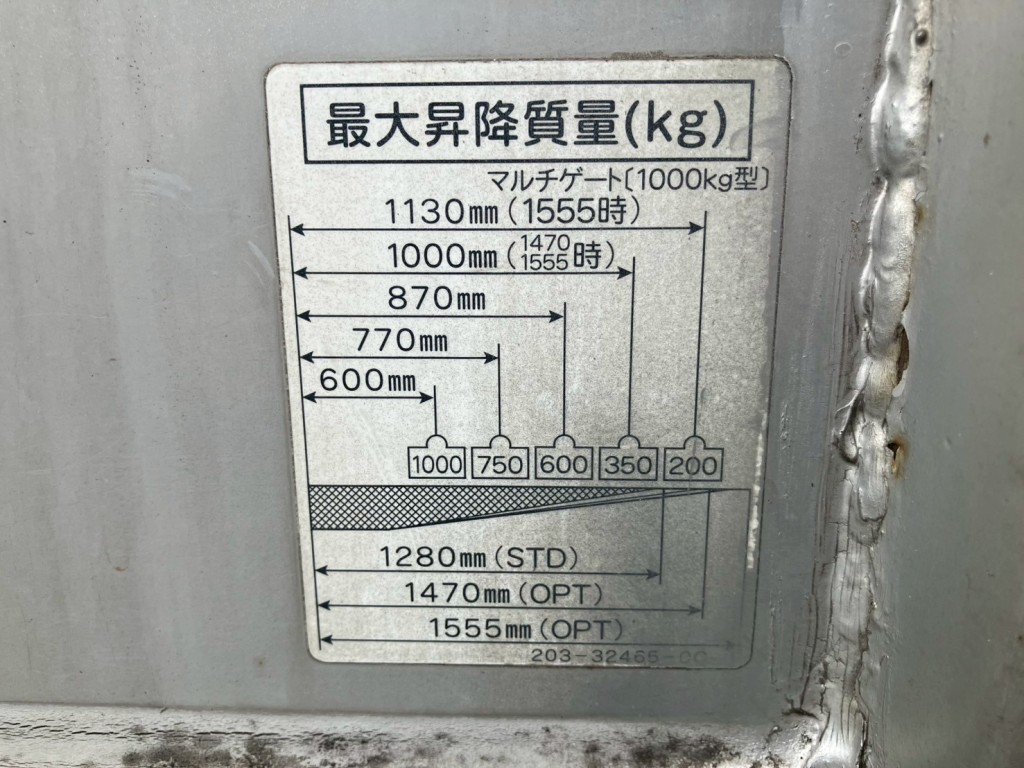 最大昇降質量(kg)
マルチゲート〔1000kg型〕
1130㎜(1555時)
1000㎜(1470/1555時)
870㎜
770㎜
600㎜
1000 750 600 350 200
1280㎜(STD)
1470㎜(OPT)
1555㎜(OPT)
203-32465-00